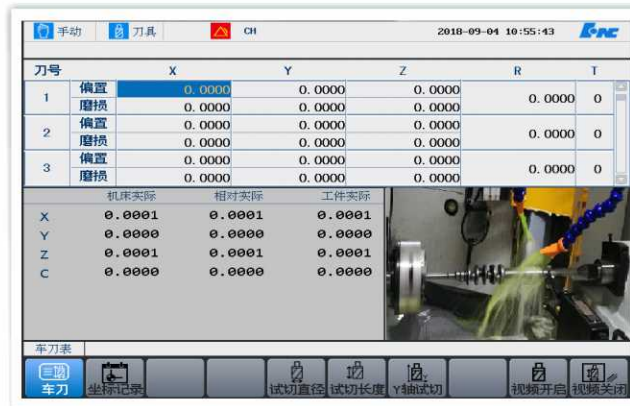 手动 刀具 CH 2018-09-04 10:55:43 HNC
刀号 X Y Z R T
1 偏置 0.0000 0.0000 0.0000 0.0000 0
磨损 0.0000 0.0000 0.0000
2 偏置 0.0000 0.0000 0.0000 0.0000 0
磨损 0.0000 0.0000 0.0000
3 偏置 0.0000 0.0000 0.0000 0.0000 0
磨损 0.0000 0.0000 0.0000
机床实际 相对实际 工件实际
X 0.0001 0.0001 0.0001
Y 0.0000 0.0000 0.0000
Z 0.0001 0.0001 0.0001
C 0.0000 0.0000 0.0000
车刀表
车刀 坐标记录 试切直径 试切长度 Y轴试切 视频开启 视频关闭